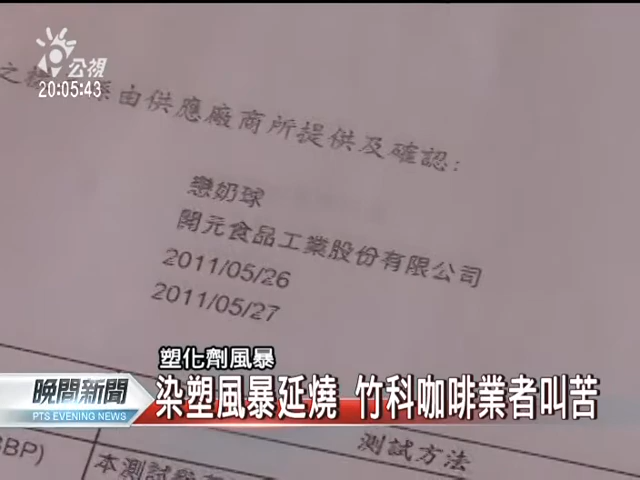 公視
20:05:43
係由供應廠商所提供及確認:
戀奶球
開元食品工業股份有限公司
2011/05/26
2011/05/27
塑化劑風暴
晚間新聞
PTS EVENING NEWS
染塑風暴延燒 竹科咖啡業者叫苦
BBP)
本測試
測試方法